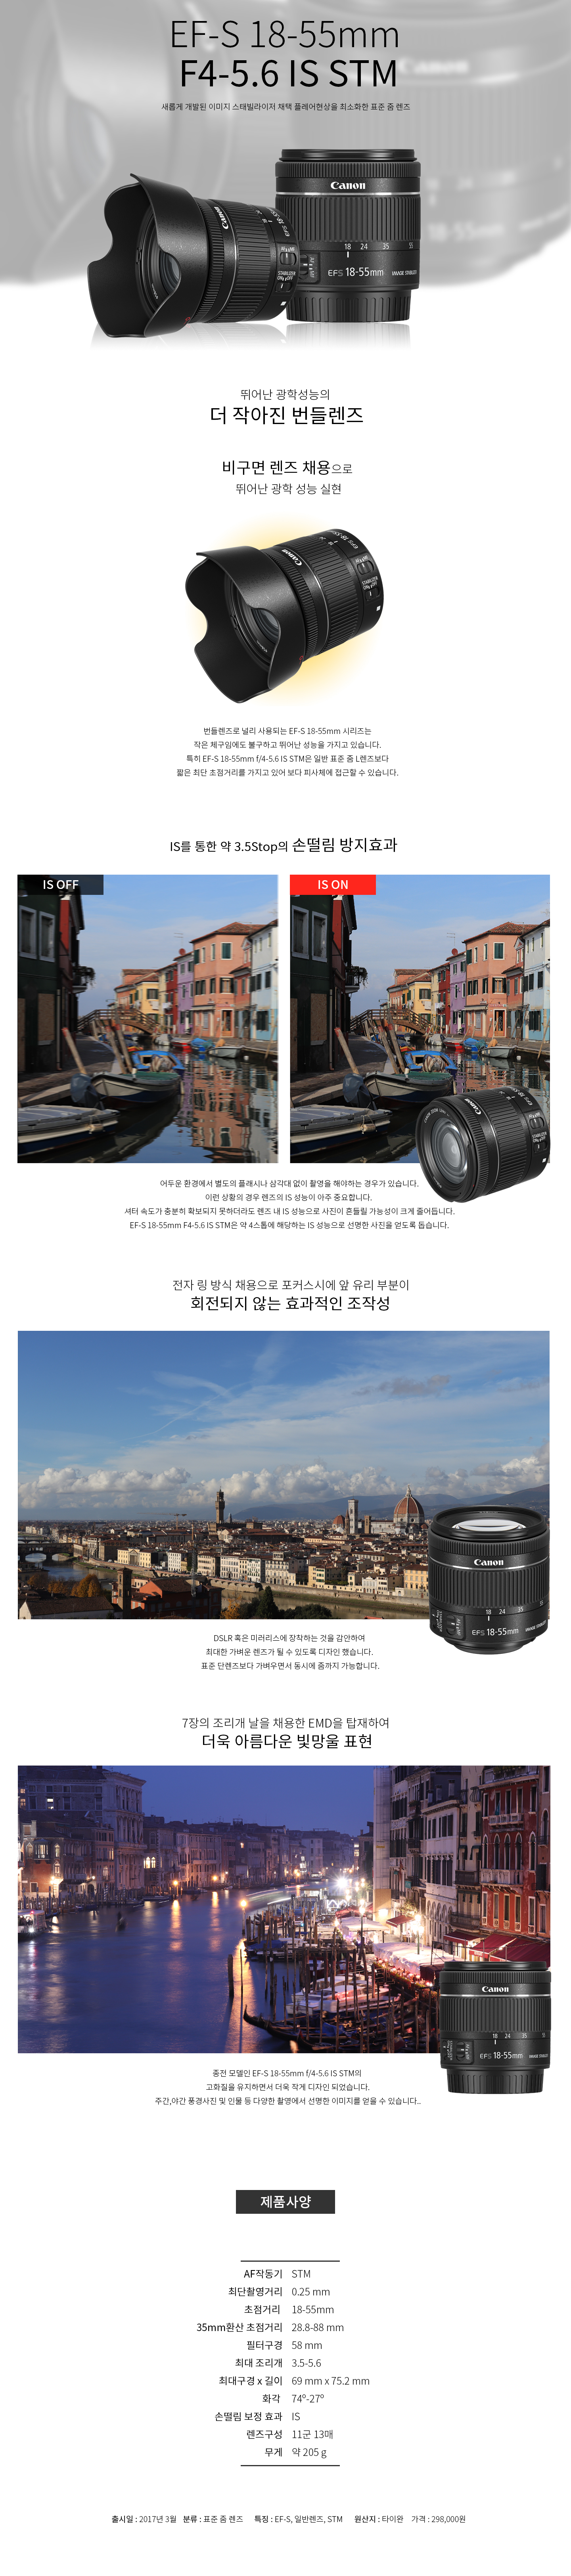 EF-S 18-55mm
F4-5.6 IS STM
새롭게 개발된 이미지 스태빌라이저 채택 플레어현상을 최소화한 표준 줌 렌즈
Canon
18 24 35 55
EFS 18-55mm
IMAGE STABILIZER
STABILIZER
뛰어난 광학성능의
더 작아진 번들렌즈
비구면 렌즈 채용으로
뛰어난 광학 성능 실현
Canon
번들렌즈로 널리 사용되는 EF-S 18-55mm 시리즈는
작은 체구임에도 불구하고 뛰어난 성능을 가지고 있습니다.
특히 EF-S 18-55mm f/4-5.6 IS STM은 일반 표준 줌 L렌즈보다
짧은 최단 초점거리를 가지고 있어 보다 피사체에 접근할 수 있습니다.
IS를 통한 약 3.5Stop의 손떨림 방지효과
IS OFF
IS ON
Canon
어두운 환경에서 별도의 플래시나 삼각대 없이 촬영을 해야하는 경우가 있습니다.
이런 상황의 경우 렌즈의 IS 성능이 아주 중요합니다.
셔터 속도가 충분히 확보되지 못하더라도 렌즈 내 IS 성능으로 사진이 흔들릴 가능성이 크게 줄어듭니다.
EF-S 18-55mm F4-5.6 IS STM은 약 4스톱에 해당하는 IS 성능으로 선명한 사진을 얻도록 돕습니다.
전자 링 방식 채용으로 포커스시에 앞 유리 부분이
회전되지 않는 효과적인 조작성
Canon
18 24 35 55
EFS 18-55mm
DSLR 혹은 미러리스에 장착하는 것을 감안하여
최대한 가벼운 렌즈가 될 수 있도록 디자인 했습니다.
표준 단렌즈보다 가벼우면서 동시에 줌까지 가능합니다.
7장의 조리개 날을 채용한 EMD을 탑재하여
더욱 아름다운 빛망울 표현
Canon
18 24 35 55
EFS 18-55mm
IMAGE STABILIZER
종전 모델인 EF-S 18-55mm f/4-5.6 IS STM의
고화질을 유지하면서 더욱 작게 디자인 되었습니다.
주간,야간 풍경사진 및 인물 등 다양한 촬영에서 선명한 이미지를 얻을 수 있습니다..
제품사양
AF작동기 STM
최단촬영거리 0.25 mm
초점거리 18-55mm
35mm환산 초점거리 28.8-88 mm
필터구경 58 mm
최대 조리개 3.5-5.6
최대구경 x 길이 69 mm x 75.2 mm
화각 74º-27º
손떨림 보정 효과 IS
렌즈구성 11군 13매
무게 약 205 g
출시일 : 2017년 3월 분류 : 표준 줌 렌즈 특징 : EF-S, 일반렌즈, STM 원산지 : 타이완 가격 : 298,000원